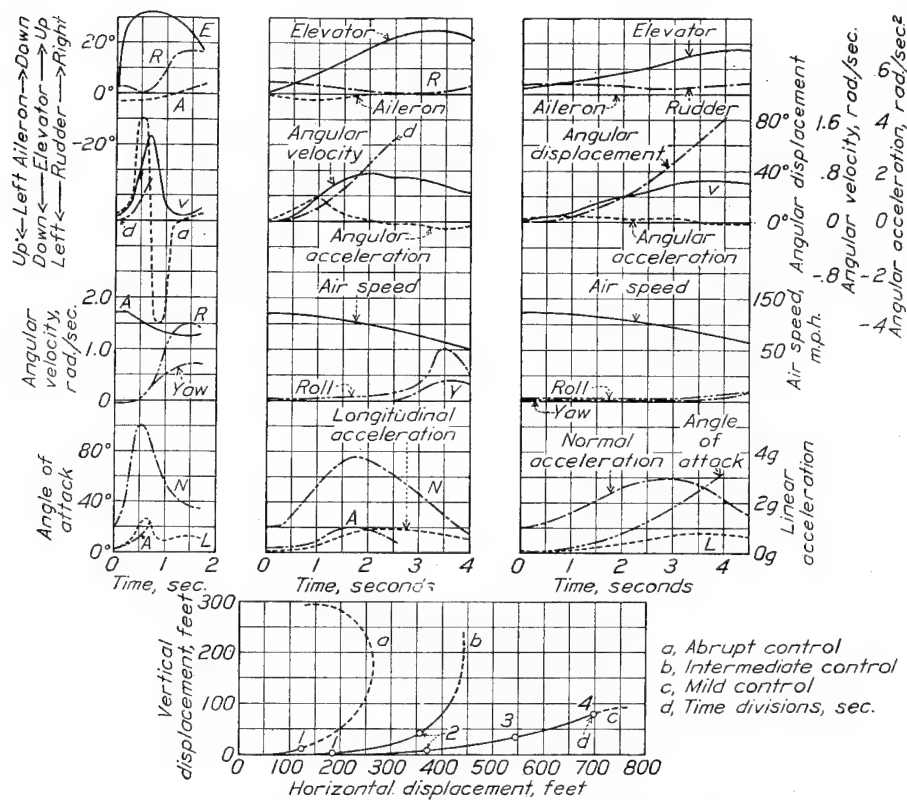 Up<-Left Aileron->Down
Down<-Elevator->Up
Left<-Rudder->Right
20°
0°
-20°
E
R
A
d
v
a
Elevator
R
Aileron
Angular velocity
d
Angular acceleration
Elevator
Aileron
Rudder
Angular displacement
v
Angular acceleration
80°
40°
0°
Angular displacement
1.6
.8
0
-.8
Angular velocity, rad/sec.
6
4
2
0
-2
-4
Angular acceleration, rad/sec²
Angular velocity, rad./sec.
2.0
1.0
0
A
R
Yaw
Air speed
Roll
Y
Air speed
Roll
Yaw
150
50
Air speed, m.p.h.
Angle of attack
80°
40°
0°
N
A
L
Longitudinal acceleration
N
A
Normal acceleration
Angle of attack
L
4g
2g
0g
Linear acceleration
0 1 2
Time, sec.
0 1 2 3 4
Time, seconds
0 1 2 3 4
Time, seconds
Vertical displacement, feet
300
200
100
0
a
b
1
1
2
3
4
c
d
0 100 200 300 400 500 600 700 800
Horizontal displacement, feet
a, Abrupt control
b, Intermediate control
c, Mild control
d, Time divisions, sec.